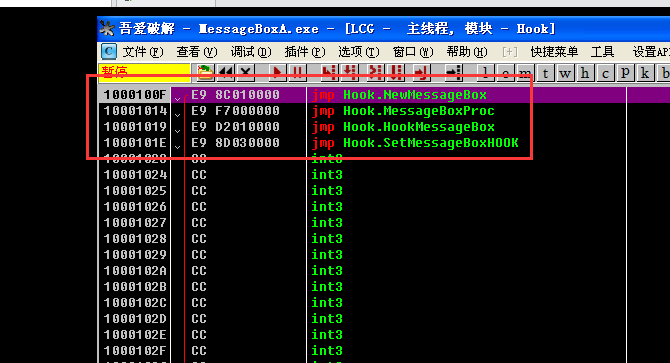 吾爱破解 - MessageBoxA.exe - [LCG - 主线程, 模块 - Hook]
C 文件(F) 查看(V) 调试(D) 插件(P) 选项(T) 窗口(W) 帮助(H) [+] 快捷菜单 工具 设置API
暂停 l e m t w h c p k b
1000100F E9 8C010000 jmp Hook.NewMessageBox
10001014 E9 F7000000 jmp Hook.MessageBoxProc
10001019 E9 D2010000 jmp Hook.HookMessageBox
1000101E E9 8D030000 jmp Hook.SetMessageBoxHOOK
10001023 CC int3
10001024 CC int3
10001025 CC int3
10001026 CC int3
10001027 CC int3
10001028 CC int3
10001029 CC int3
1000102A CC int3
1000102B CC int3
1000102C CC int3
1000102D CC int3
1000102E CC int3
1000102F CC int3